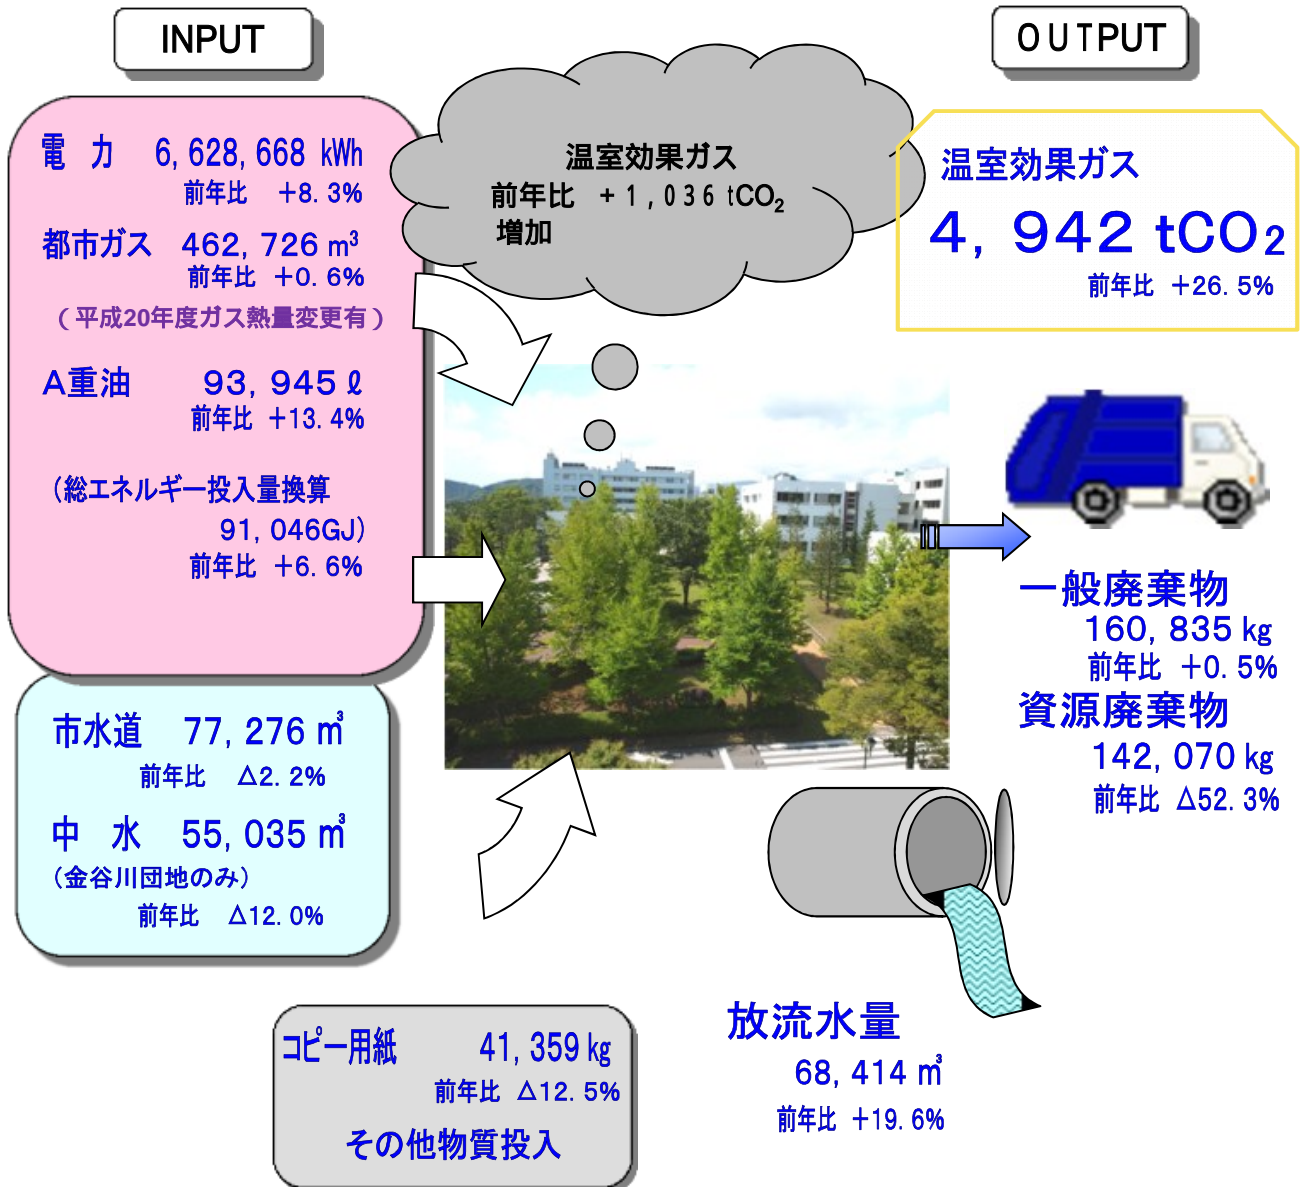 INPUT
OUTPUT
電 力 6,628,668 kWh
前年比 +8.3%
都市ガス 462,726 m³
前年比 +0.6%
（平成20年度ガス熱量変更有）
A重油 93,945 ℓ
前年比 +13.4%
（総エネルギー投入量換算
91,046GJ）
前年比 +6.6%
市水道 77,276 ㎥
前年比 △2.2%
中 水 55,035 ㎥
（金谷川団地のみ）
前年比 △12.0%
温室効果ガス
前年比 +1,036 tCO₂
増加
温室効果ガス
4,942 tCO₂
前年比 +26.5%
一般廃棄物
160,835 kg
前年比 +0.5%
資源廃棄物
142,070 kg
前年比 △52.3%
コピー用紙 41,359 kg
前年比 △12.5%
その他物質投入
放流水量
68,414 ㎥
前年比 +19.6%